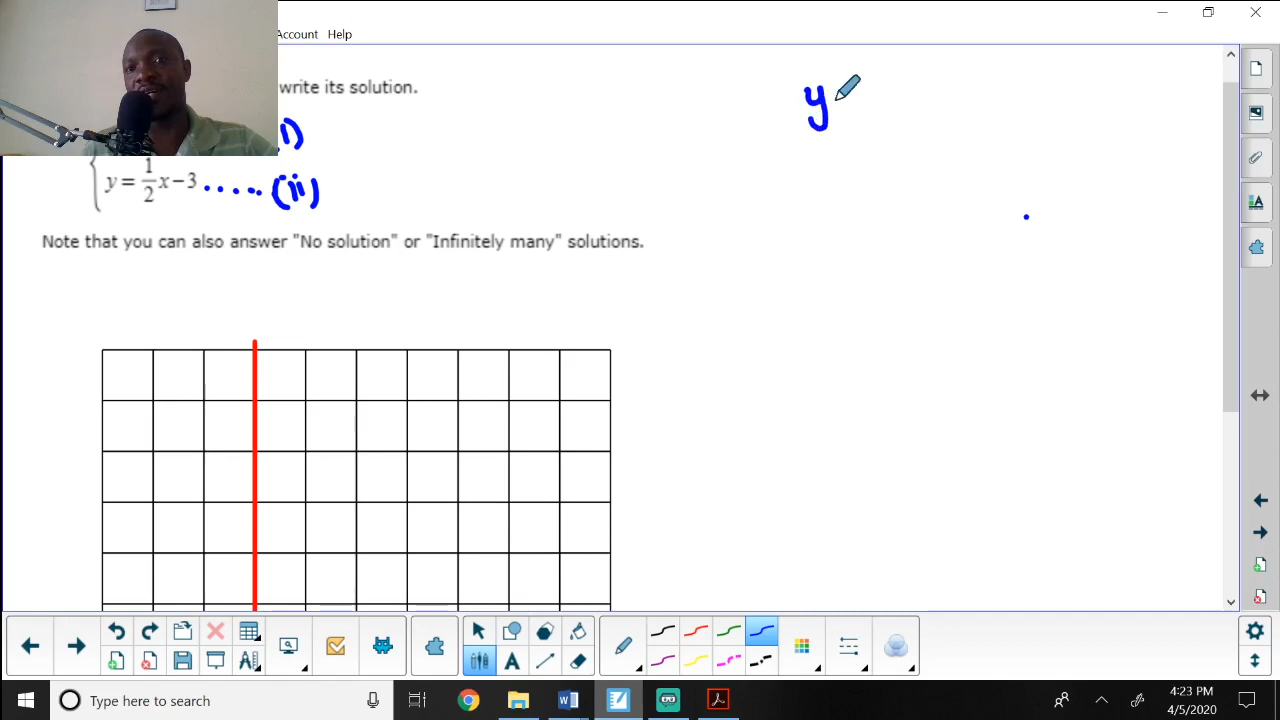 Account Help
write its solution.
y
1)
y = 1/2 x − 3 ..... (ii)
Note that you can also answer "No solution" or "Infinitely many" solutions.
A
A
Type here to search
4:23 PM
4/5/2020